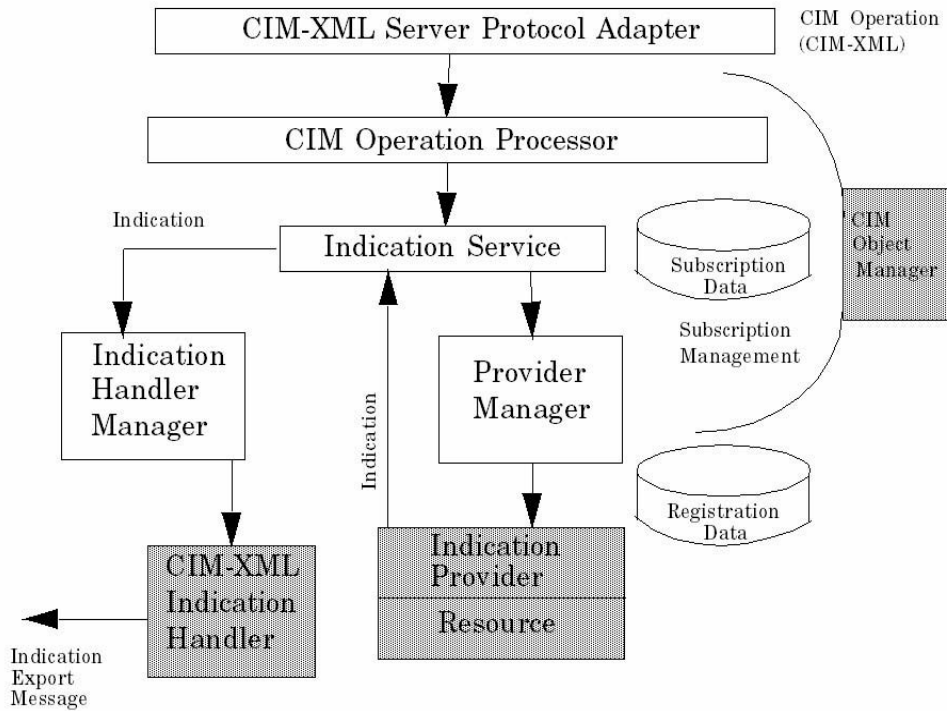 CIM-XML Server Protocol Adapter
CIM Operation
(CIM-XML)
CIM Operation Processor
Indication
Indication Service
Subscription
Data
CIM
Object
Manager
Subscription
Management
Indication
Handler
Manager
Provider
Manager
Indication
Registration
Data
CIM-XML
Indication
Handler
Indication
Provider
Resource
Indication
Export
Message